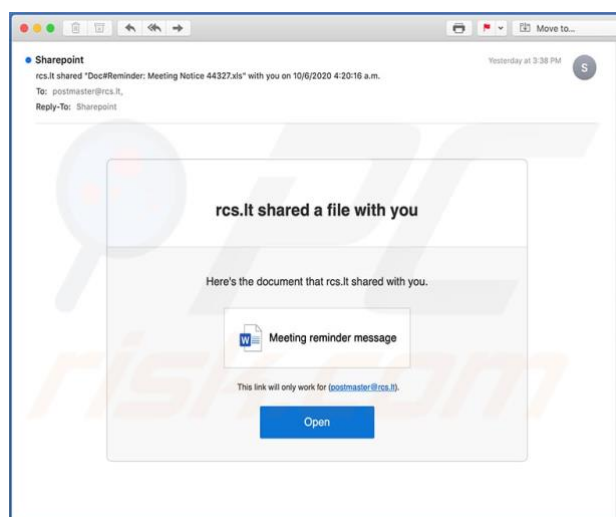 Move to...
Sharepoint
Yesterday at 3:38 PM
S
rcs.lt shared "Doc#Reminder: Meeting Notice 44327.xls" with you on 10/6/2020 4:20:16 a.m.
To: postmaster@rcs.lt,
Reply-To: Sharepoint
rcs.lt shared a file with you
Here's the document that rcs.lt shared with you.
W
Meeting reminder message
This link will only work for (postmaster@rcs.lt).
Open
PC
risk.com